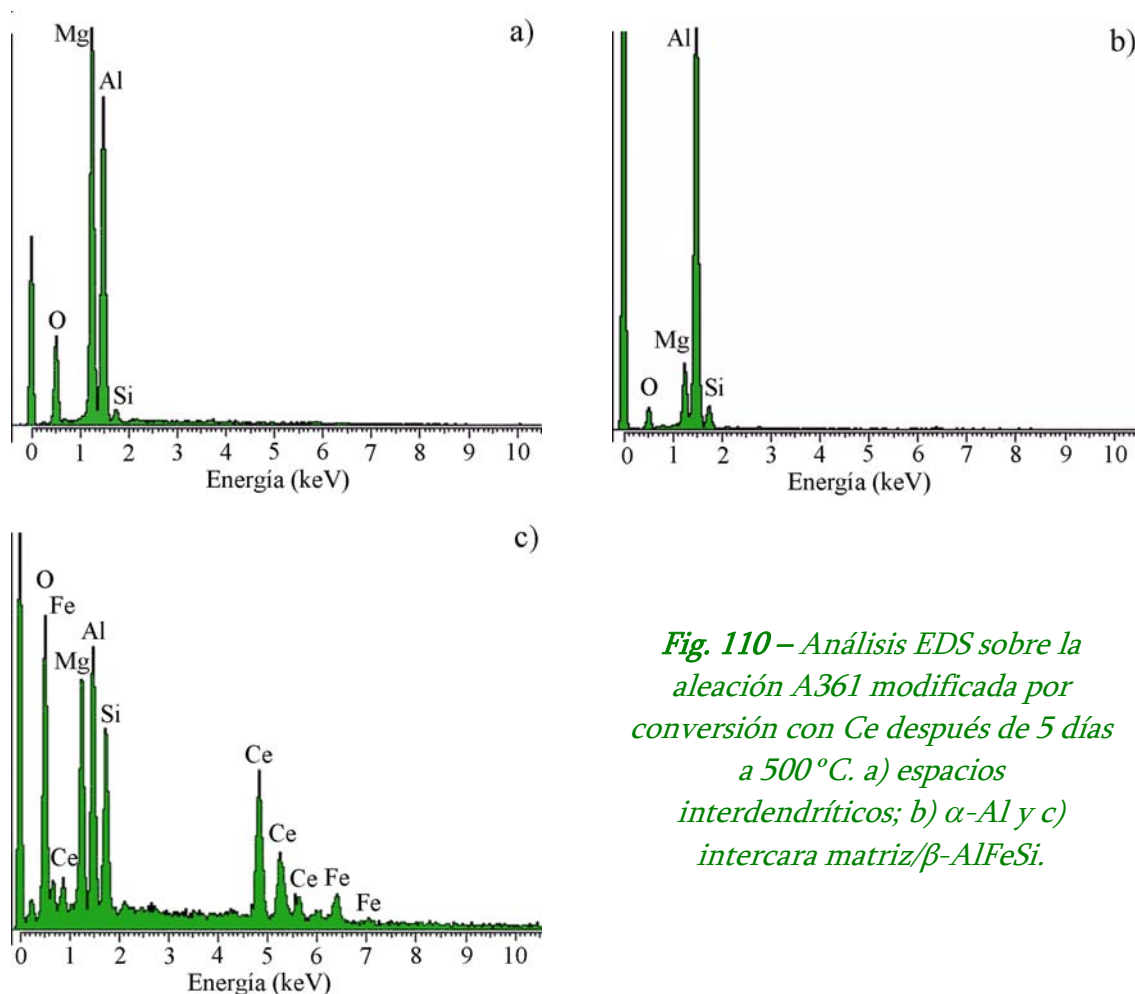 a)
Mg
Al
O
Si
0 1 2 3 4 5 6 7 8 9 10
Energía (keV)
b)
Al
Mg
O
Si
0 1 2 3 4 5 6 7 8 9 10
Energía (keV)
c)
O
Fe
Al
Mg
Si
Ce
Ce
Ce
Ce
Fe
Fe
0 1 2 3 4 5 6 7 8 9 10
Energía (keV)
Fig. 110 – Análisis EDS sobre la
aleación A361 modificada por
conversión con Ce después de 5 días
a 500ºC. a) espacios
interdendríticos; b) α-Al y c)
intercara matriz/β-AlFeSi.